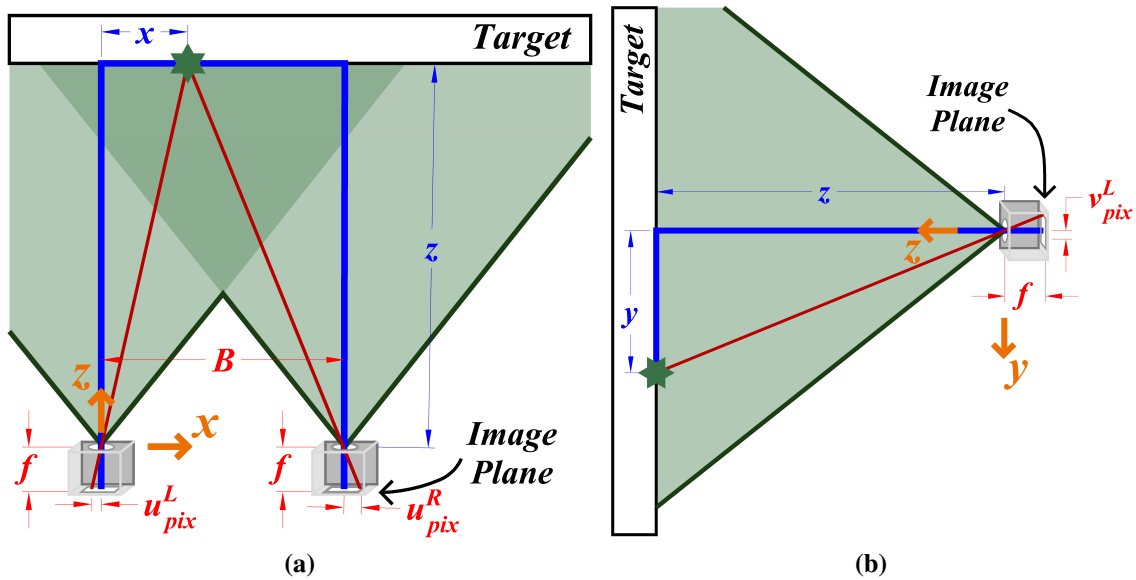 x
Target
z
B
z
x
f
f
Image
Plane
u^L_pix
u^R_pix
(a)
Target
Image
Plane
z
v^L_pix
z
f
y
y
(b)